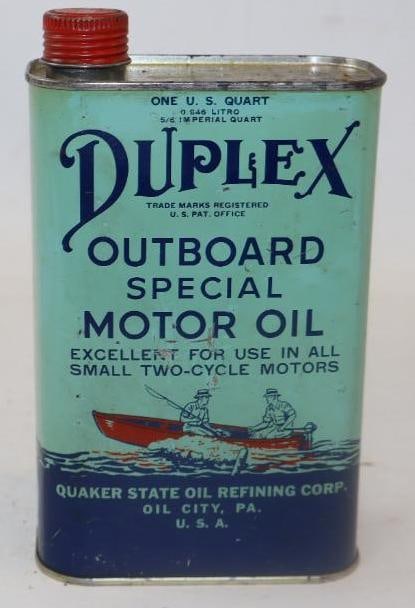 ONE U. S. QUART
0.946 LITRO
5/6 IMPERIAL QUART
DUPLEX
TRADE MARKS REGISTERED
U. S. PAT. OFFICE
OUTBOARD
SPECIAL
MOTOR OIL
EXCELLENT FOR USE IN ALL
SMALL TWO-CYCLE MOTORS
QUAKER STATE OIL REFINING CORP.
OIL CITY, PA.
U. S. A.